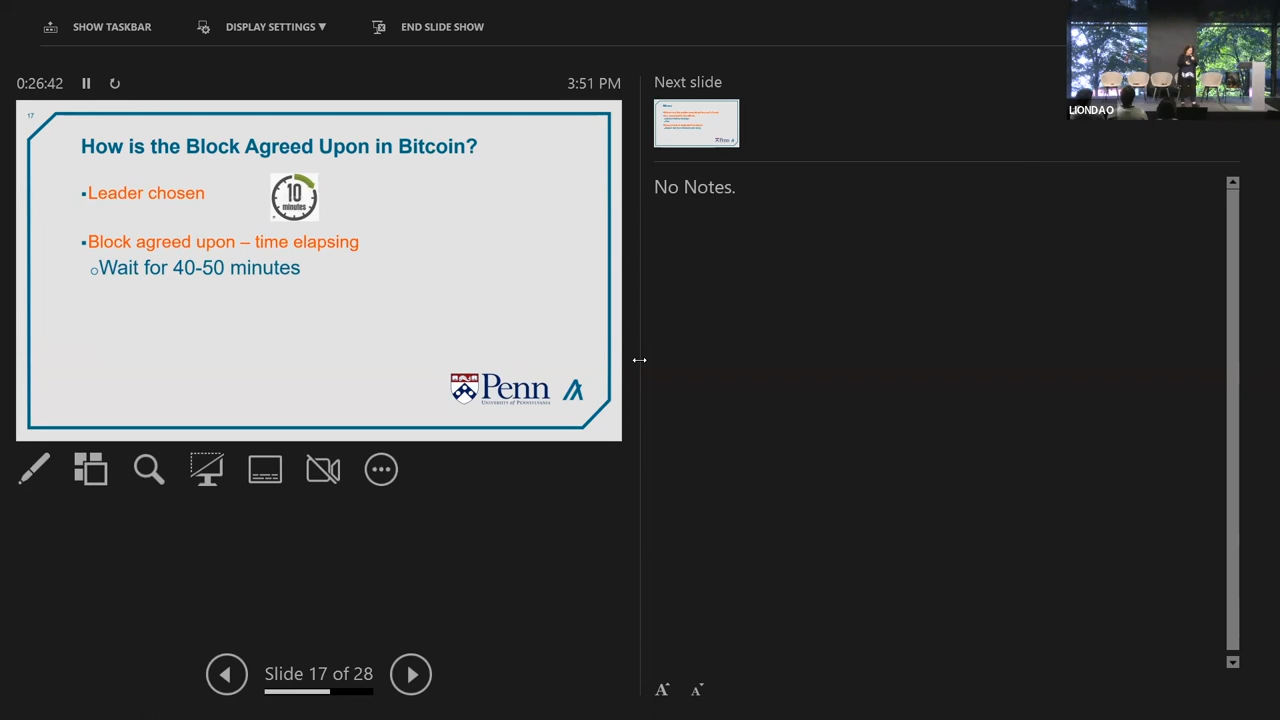 SHOW TASKBAR
DISPLAY SETTINGS ▼
END SLIDE SHOW
0:26:42
3:51 PM
17
How is the Block Agreed Upon in Bitcoin?
▪Leader chosen
10
minutes
▪Block agreed upon – time elapsing
oWait for 40-50 minutes
Penn
UNIVERSITY of PENNSYLVANIA
Slide 17 of 28
Next slide
No Notes.
A A
LIONDAO